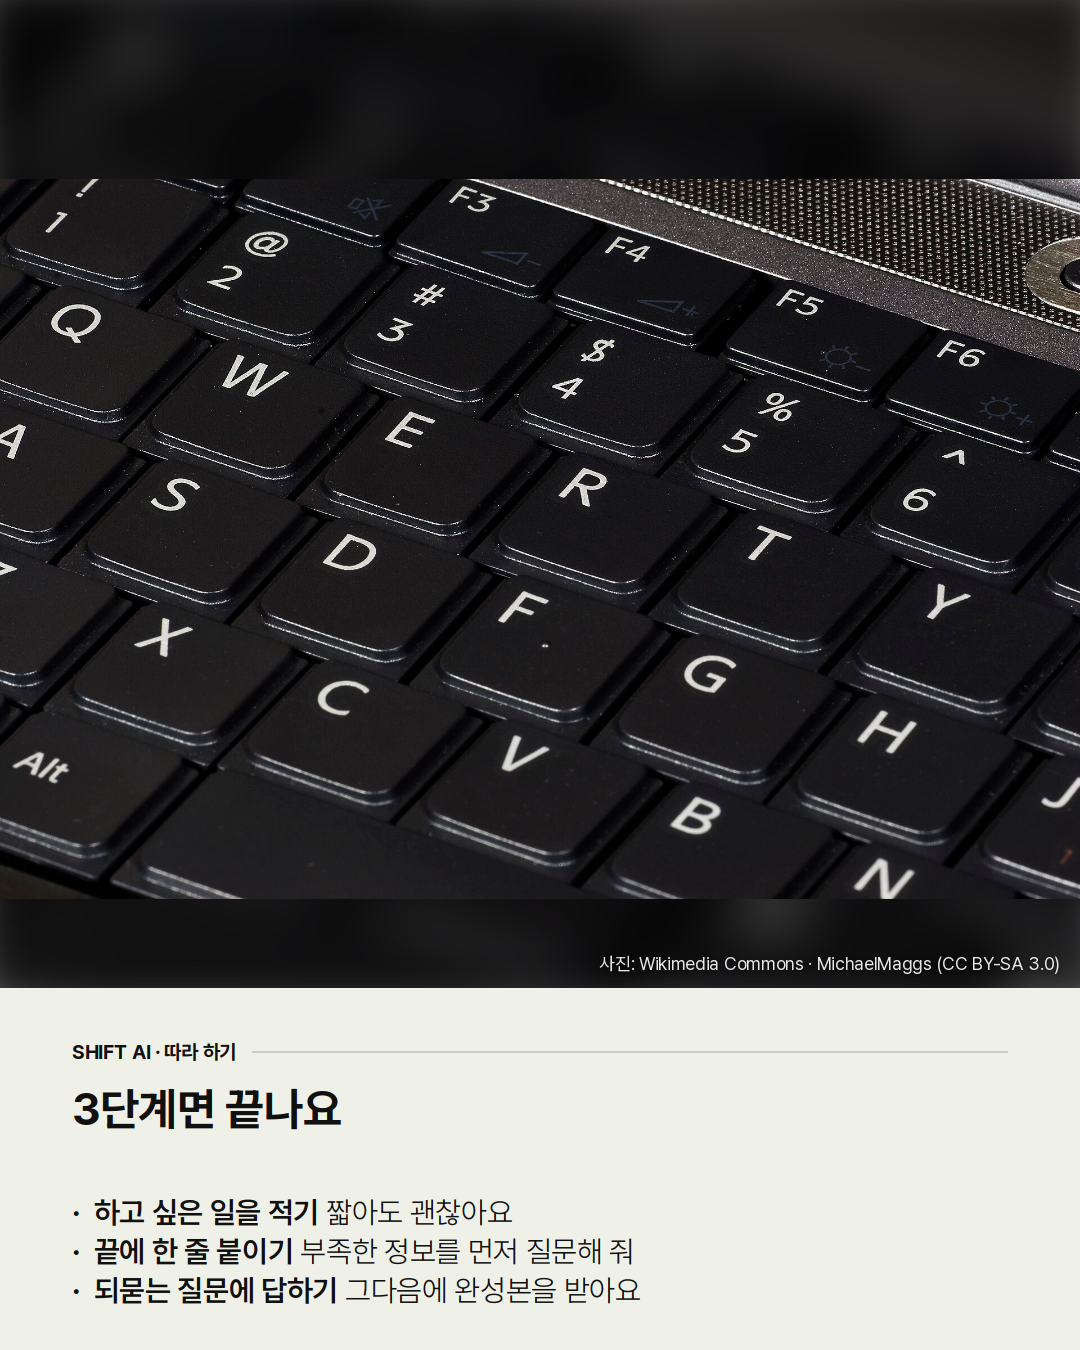 !
1
@
2
F3
#
3
F4
$
4
F5
%
5
F6
^
6
Q
W
E
R
T
Y
A
S
D
F
G
H
J
1
X
C
V
B
N
Alt
사진: Wikimedia Commons · MichaelMaggs (CC BY-SA 3.0)
SHIFT AI · 따라 하기
3단계면 끝나요
· 하고 싶은 일을 적기 짧아도 괜찮아요
· 끝에 한 줄 붙이기 부족한 정보를 먼저 질문해 줘
· 되묻는 질문에 답하기 그다음에 완성본을 받아요